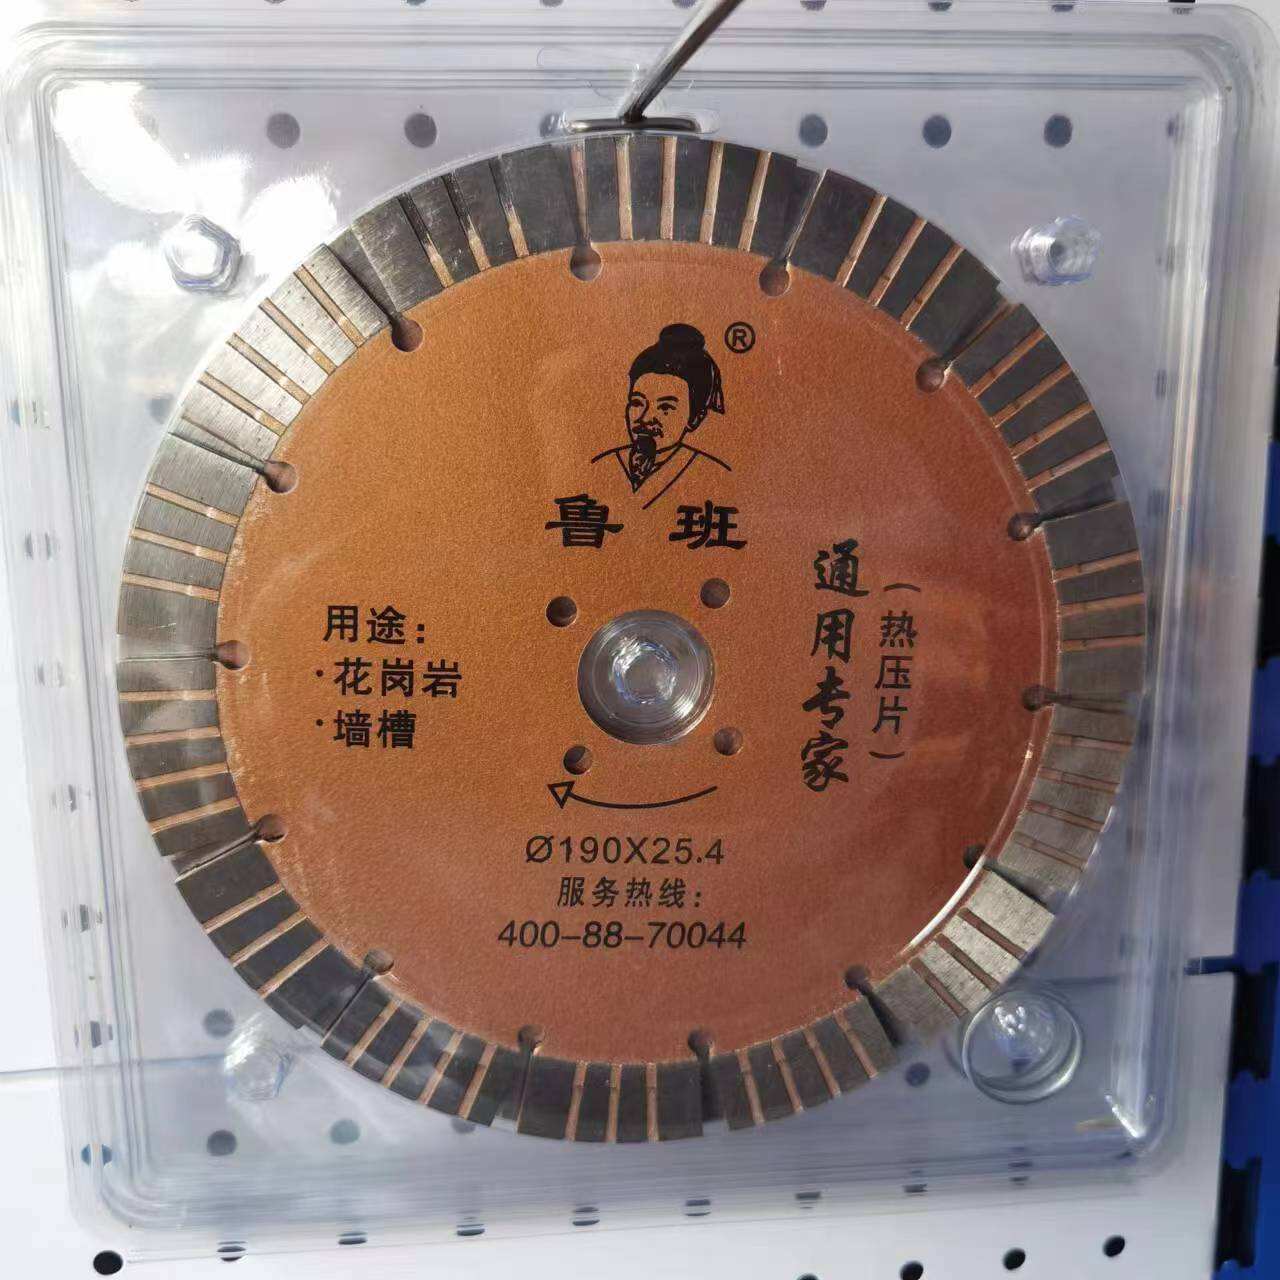 ®
鲁班
通用专家
（热压片）
用途：
·花岗岩
·墙槽
Ø190X25.4
服务热线：
400-88-70044